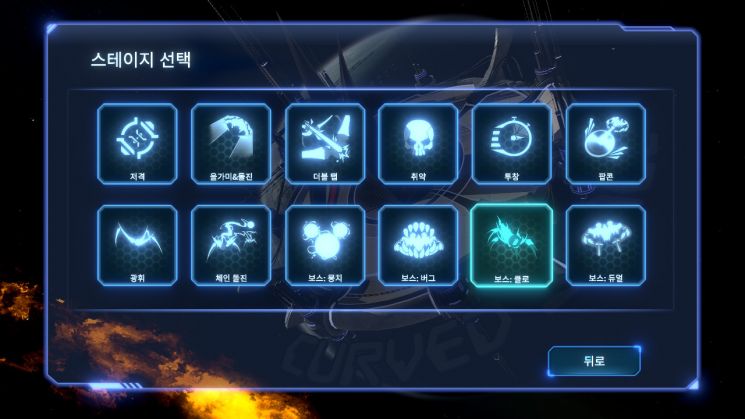 스테이지 선택
저격
올가미&돌진
더블 탭
취약
투창
팝콘
광휘
체인 돌진
보스: 뭉치
보스: 버그
보스: 클로
보스: 듀얼
뒤로
CURVED